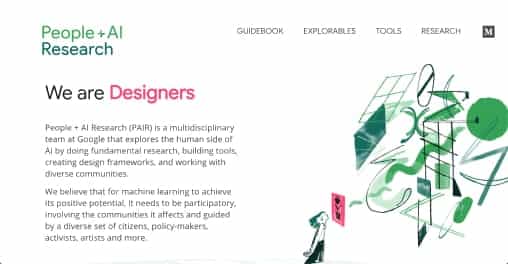 People + AI
Research
GUIDEBOOK EXPLORABLES TOOLS RESEARCH M
We are Designers
People + AI Research (PAIR) is a multidisciplinary
team at Google that explores the human side of
AI by doing fundamental research, building tools,
creating design frameworks, and working with
diverse communities.
We believe that for machine learning to achieve
its positive potential, it needs to be participatory,
involving the communities it affects and guided
by a diverse set of citizens, policy-makers,
activists, artists and more.